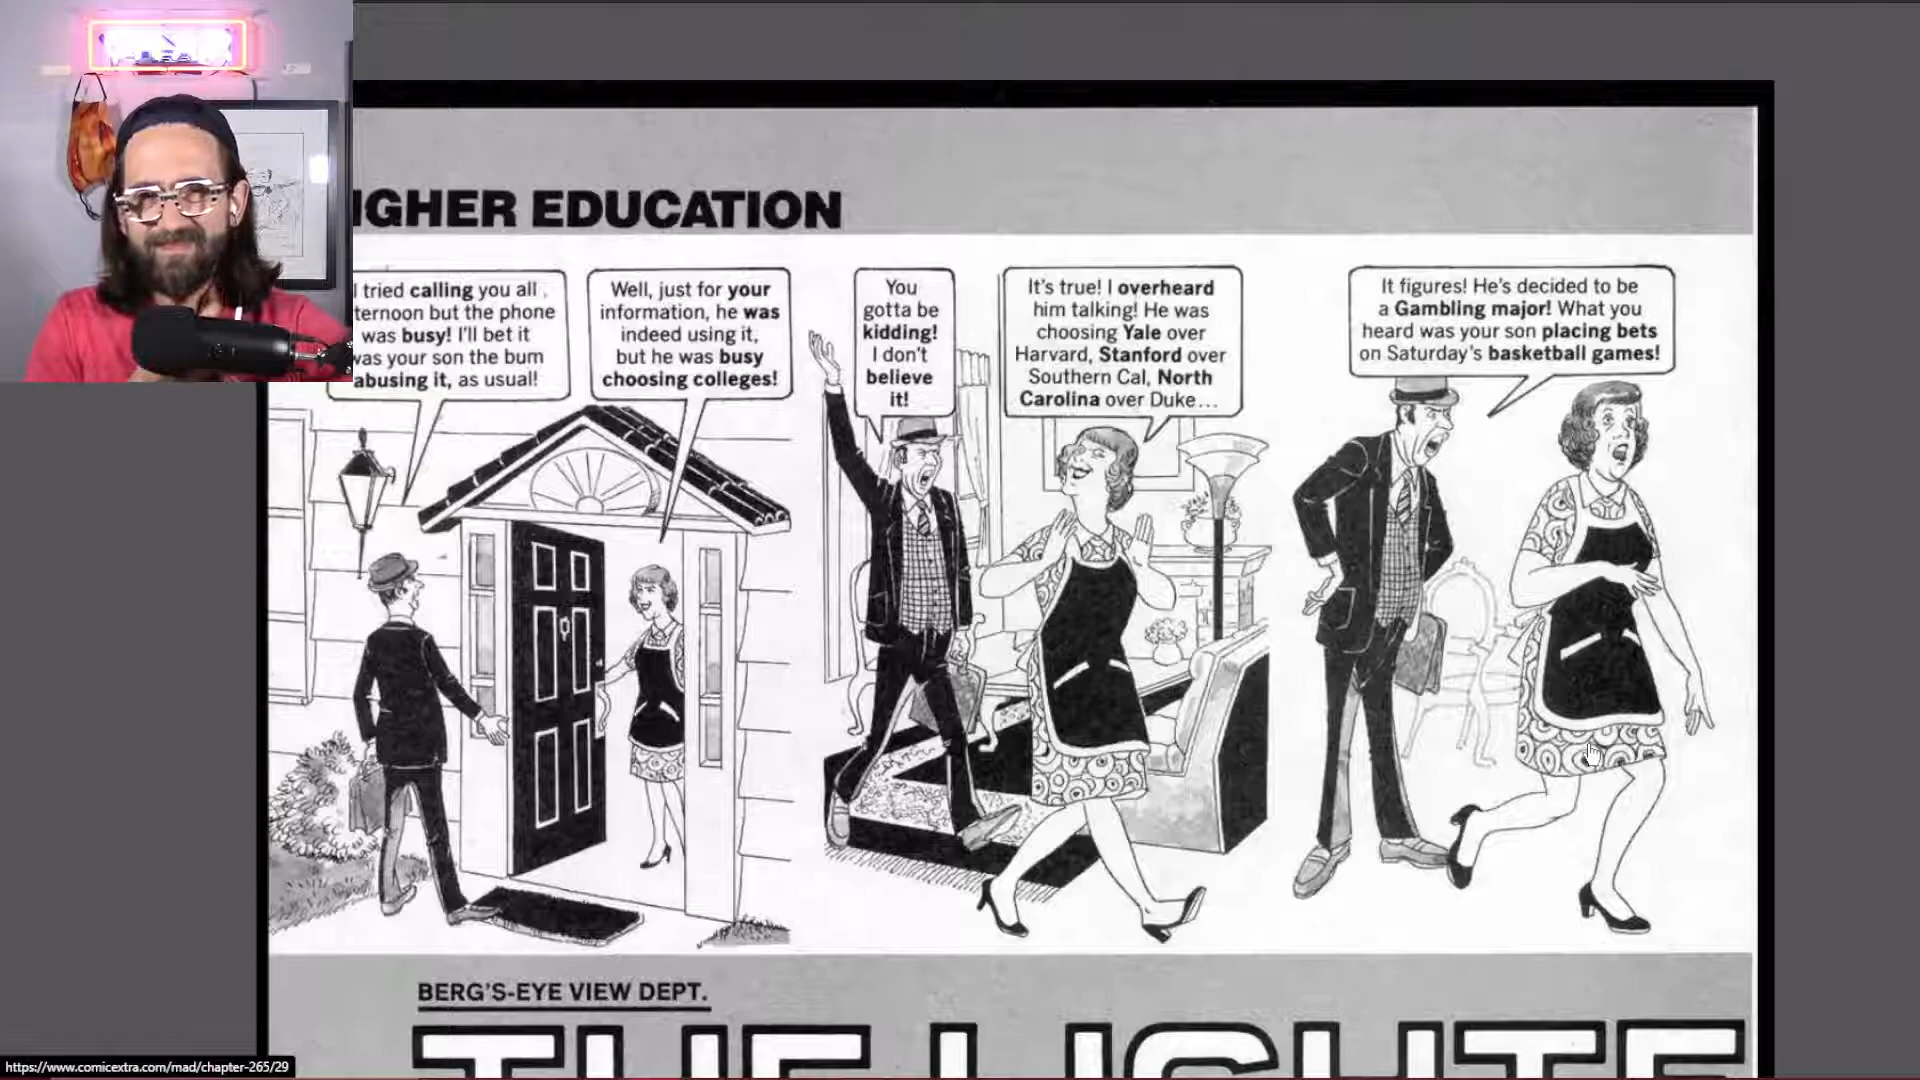 IGHER EDUCATION
I tried calling you all
ternoon but the phone
was busy! I'll bet it
was your son the bum
abusing it, as usual!
Well, just for your
information, he was
indeed using it,
but he was busy
choosing colleges!
You
gotta be
kidding!
I don't
believe
it!
It's true! I overheard
him talking! He was
choosing Yale over
Harvard, Stanford over
Southern Cal, North
Carolina over Duke...
It figures! He's decided to be
a Gambling major! What you
heard was your son placing bets
on Saturday's basketball games!
BERG'S-EYE VIEW DEPT.
THE LIGHTE
https://www.comicextra.com/mad/chapter-265/29